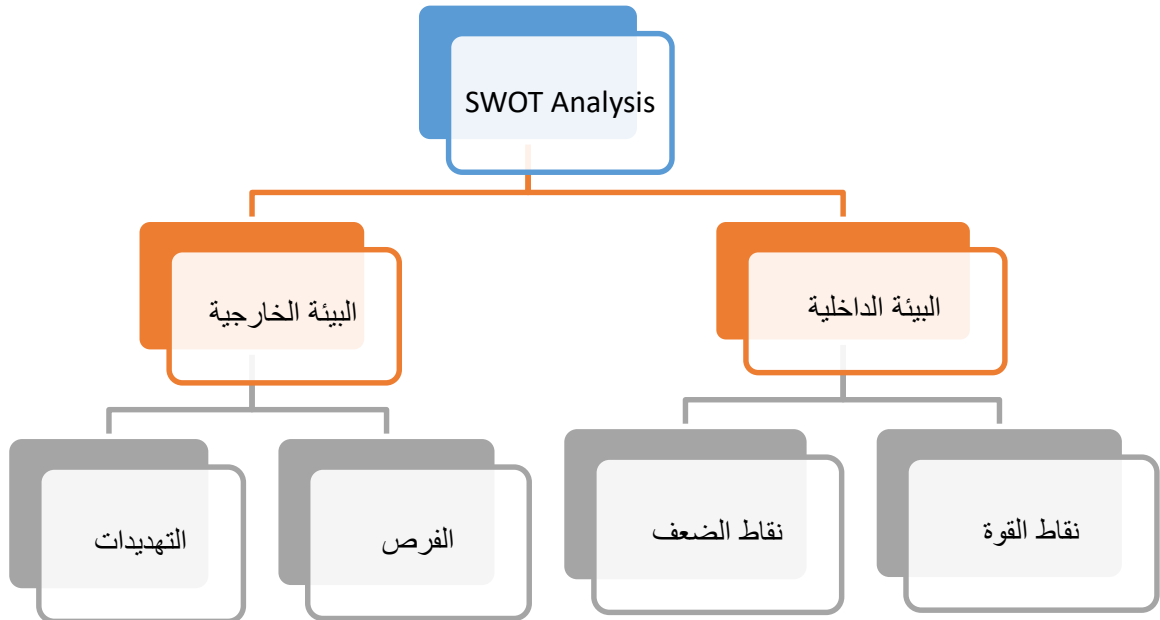 SWOT Analysis
البيئة الداخلية
البيئة الخارجية
نقاط القوة
نقاط الضعف
الفرص
التهديدات